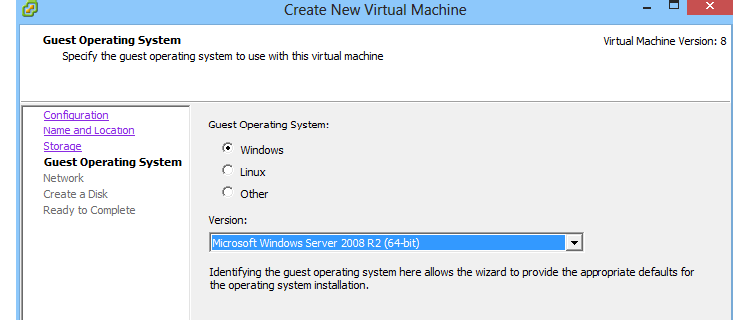 Create New Virtual Machine
Guest Operating System
Specify the guest operating system to use with this virtual machine
Virtual Machine Version: 8
Configuration
Name and Location
Storage
Guest Operating System
Network
Create a Disk
Ready to Complete
Guest Operating System:
Windows
Linux
Other
Version:
Microsoft Windows Server 2008 R2 (64-bit)
Identifying the guest operating system here allows the wizard to provide the appropriate defaults for
the operating system installation.